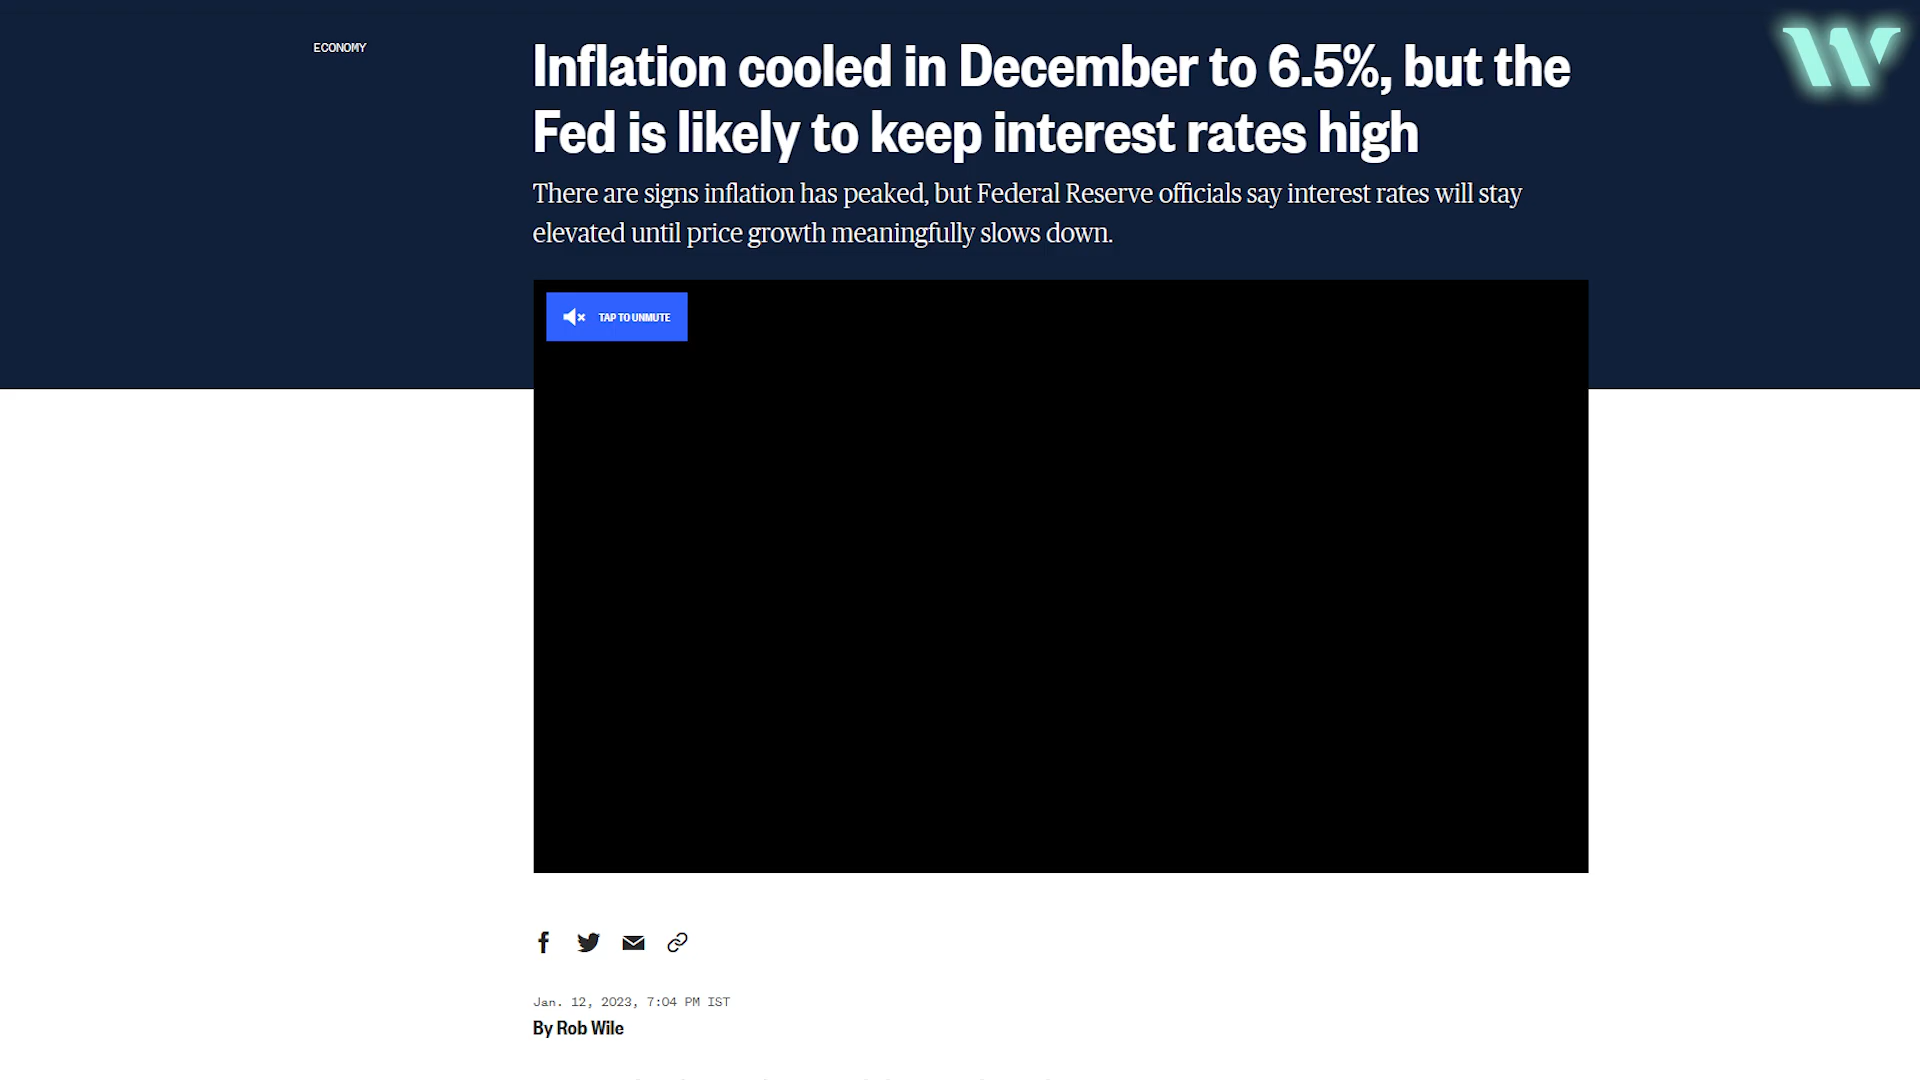 ECONOMY
Inflation cooled in December to 6.5%, but the
Fed is likely to keep interest rates high
There are signs inflation has peaked, but Federal Reserve officials say interest rates will stay
elevated until price growth meaningfully slows down.
TAP TO UNMUTE
Jan. 12, 2023, 7:04 PM IST
By Rob Wile
W